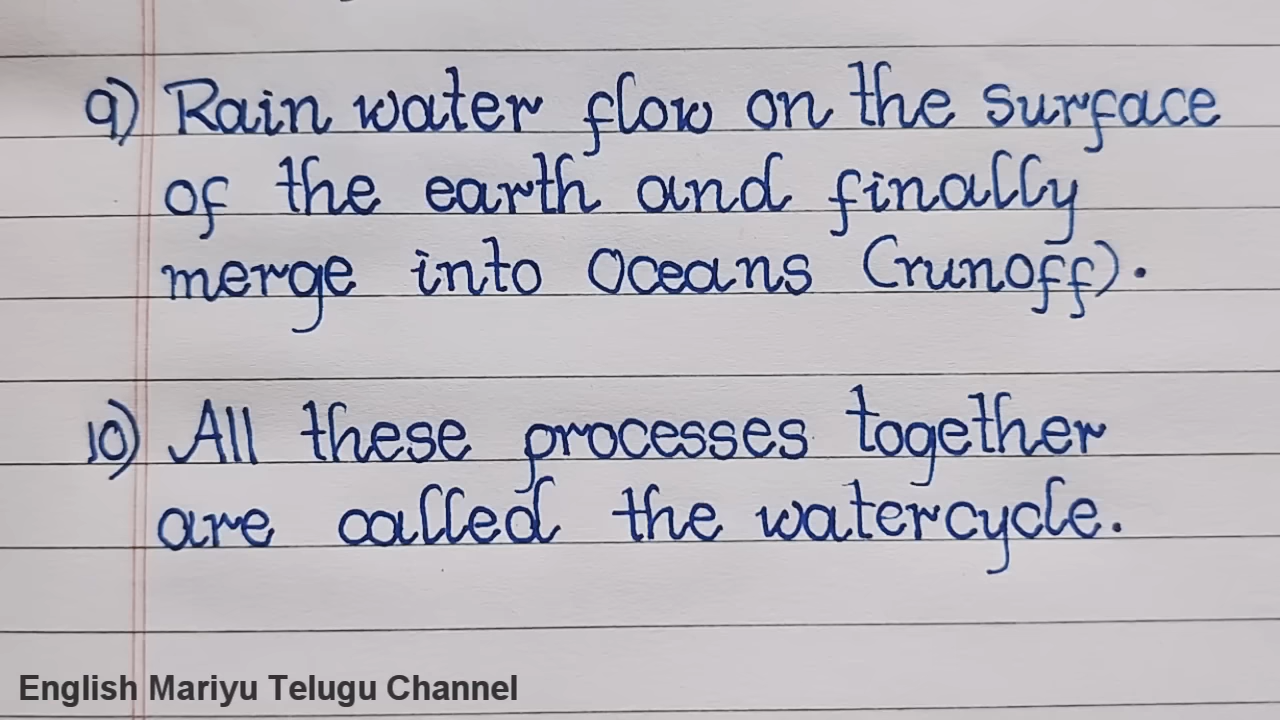 9) Rain water flow on the surface
of the earth and finally
merge into Oceans (runoff).
10) All these processes together
are called the watercycle.
English Mariyu Telugu Channel